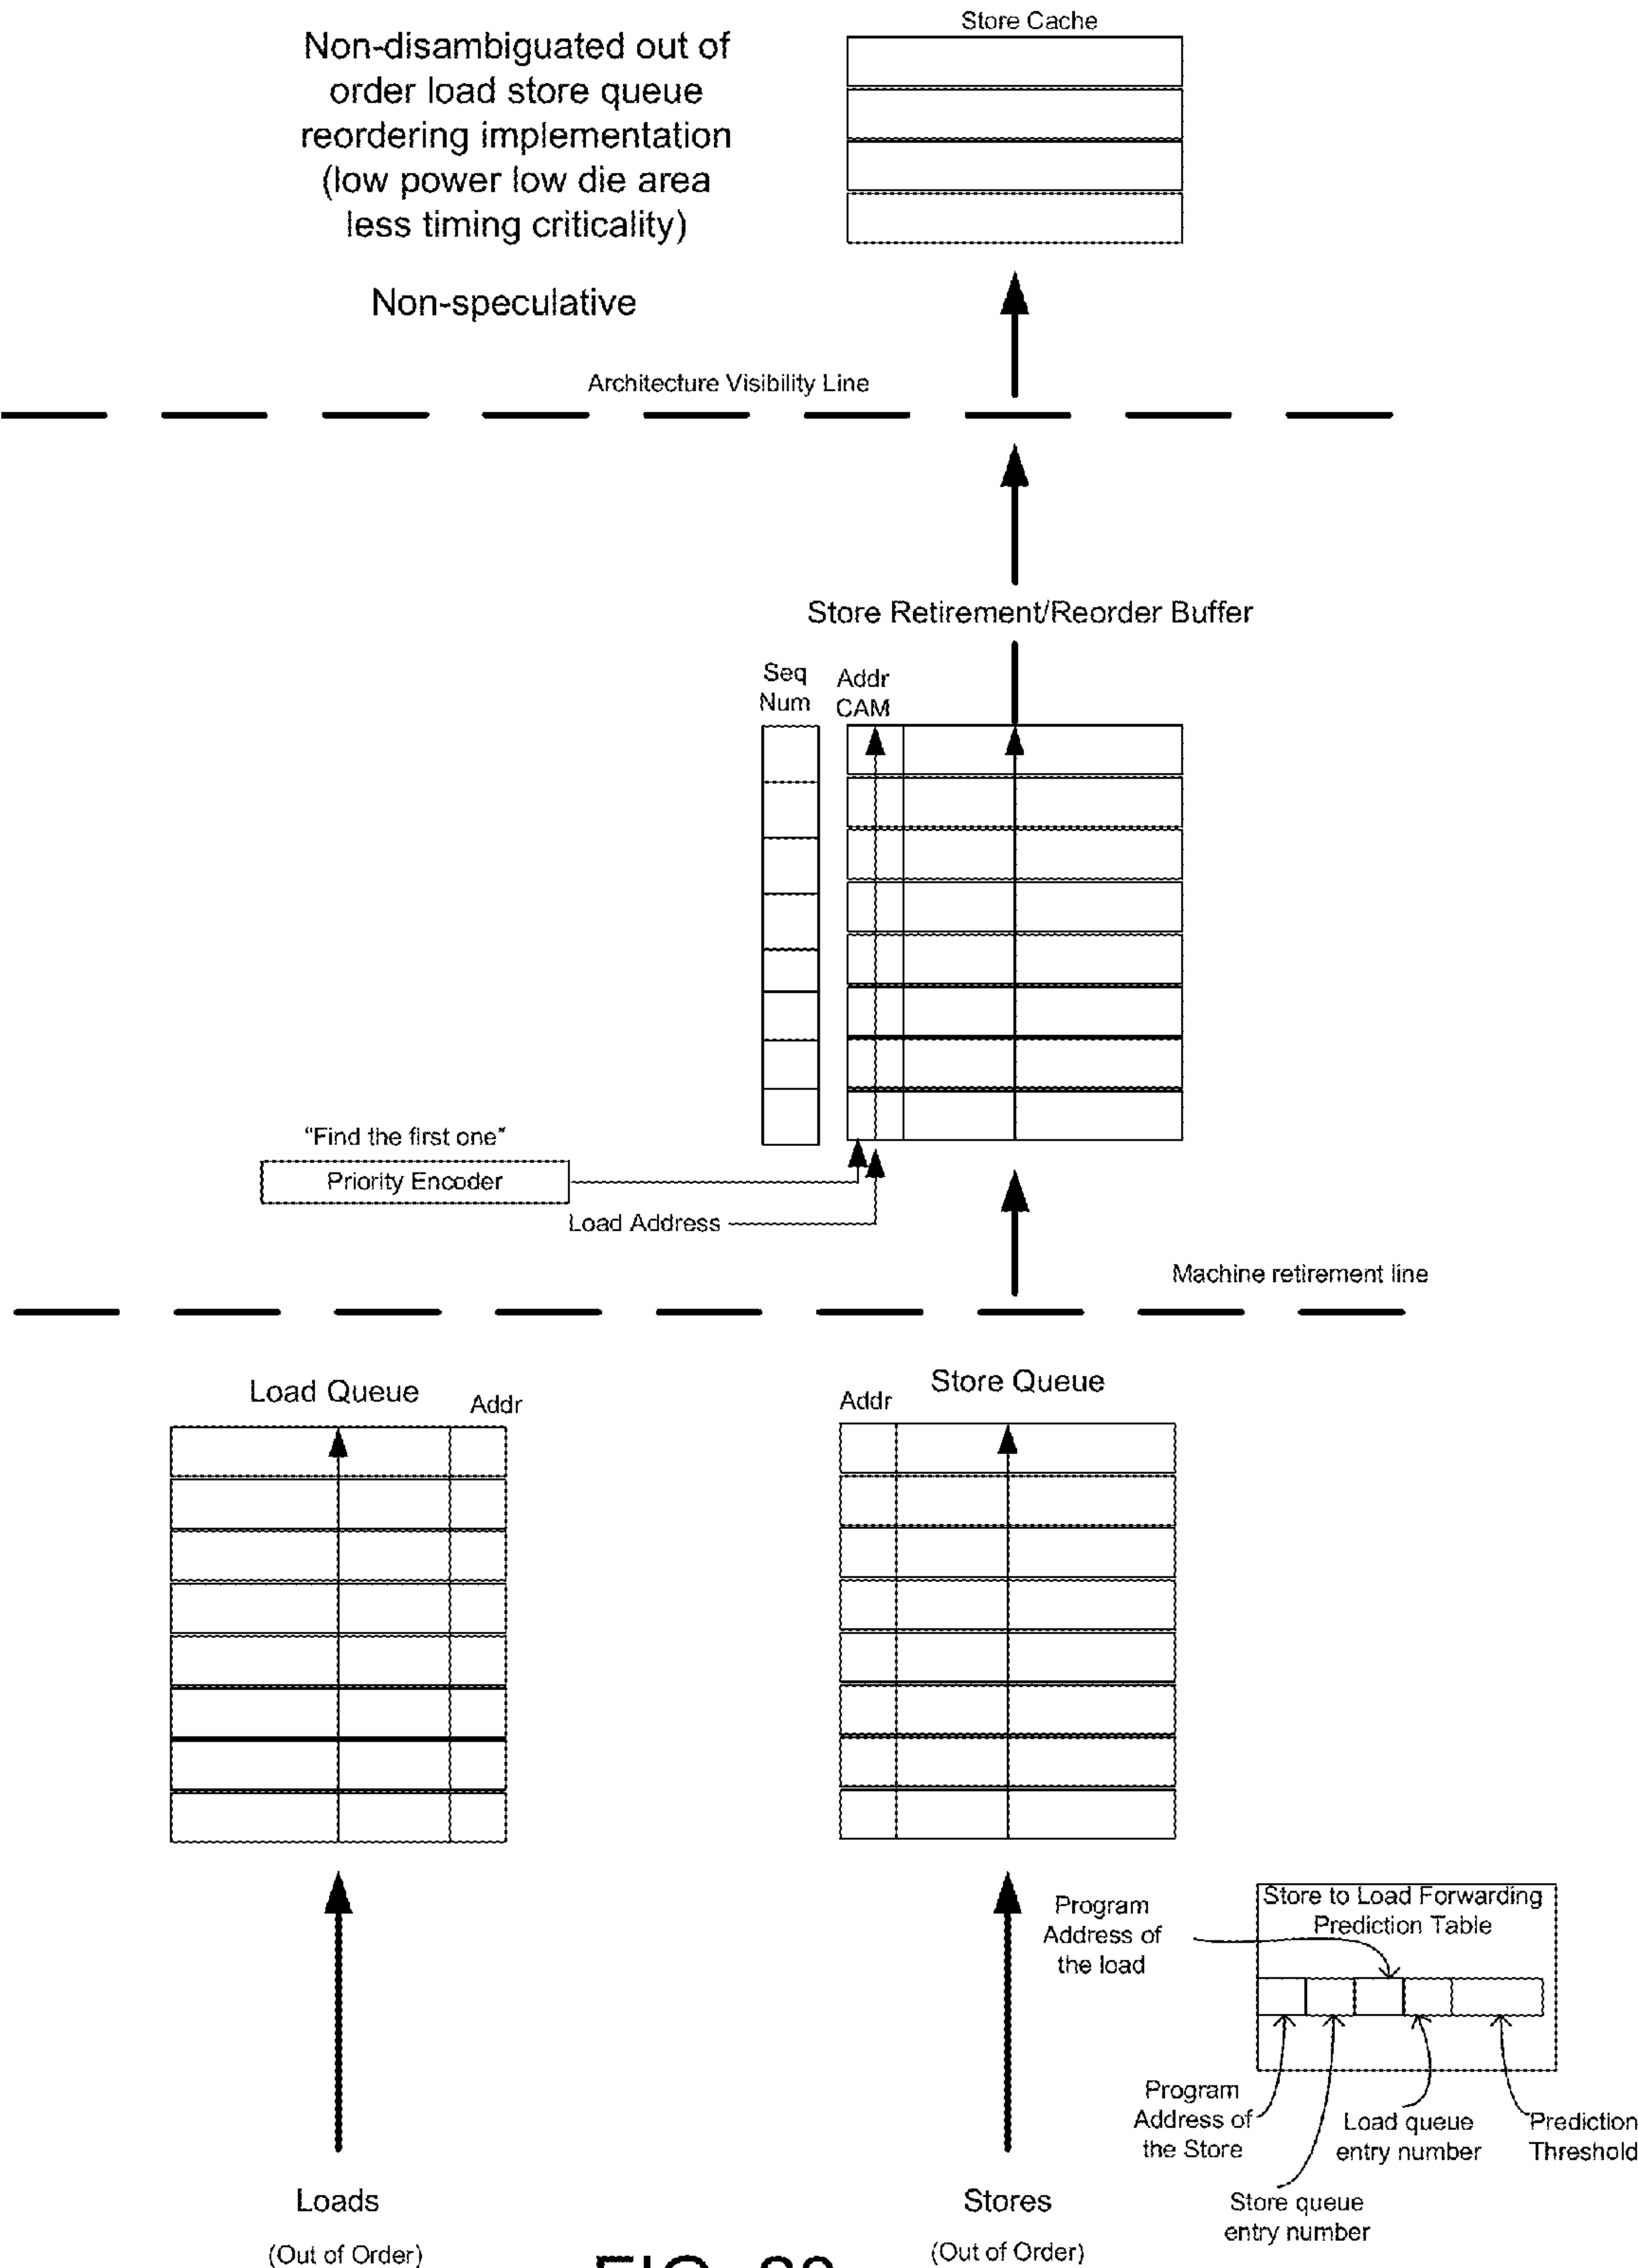 Store Cache
Non-disambiguated out of
order load store queue
reordering implementation
(low power low die area
less timing criticality)
Non-speculative
Architecture Visibility Line
Store Retirement/Reorder Buffer
Seq
Num
Addr
CAM
"Find the first one"
Priority Encoder
Load Address
Machine retirement line
Load Queue
Addr
Store Queue
Addr
Program
Address of
the load
Store to Load Forwarding
Prediction Table
Program
Address of
the Store
Load queue
entry number
Prediction
Threshold
Store queue
entry number
Loads
(Out of Order)
Stores
(Out of Order)
FIG.